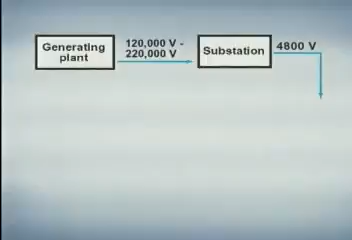 Generating
plant
120,000 V -
220,000 V
Substation
4800 V